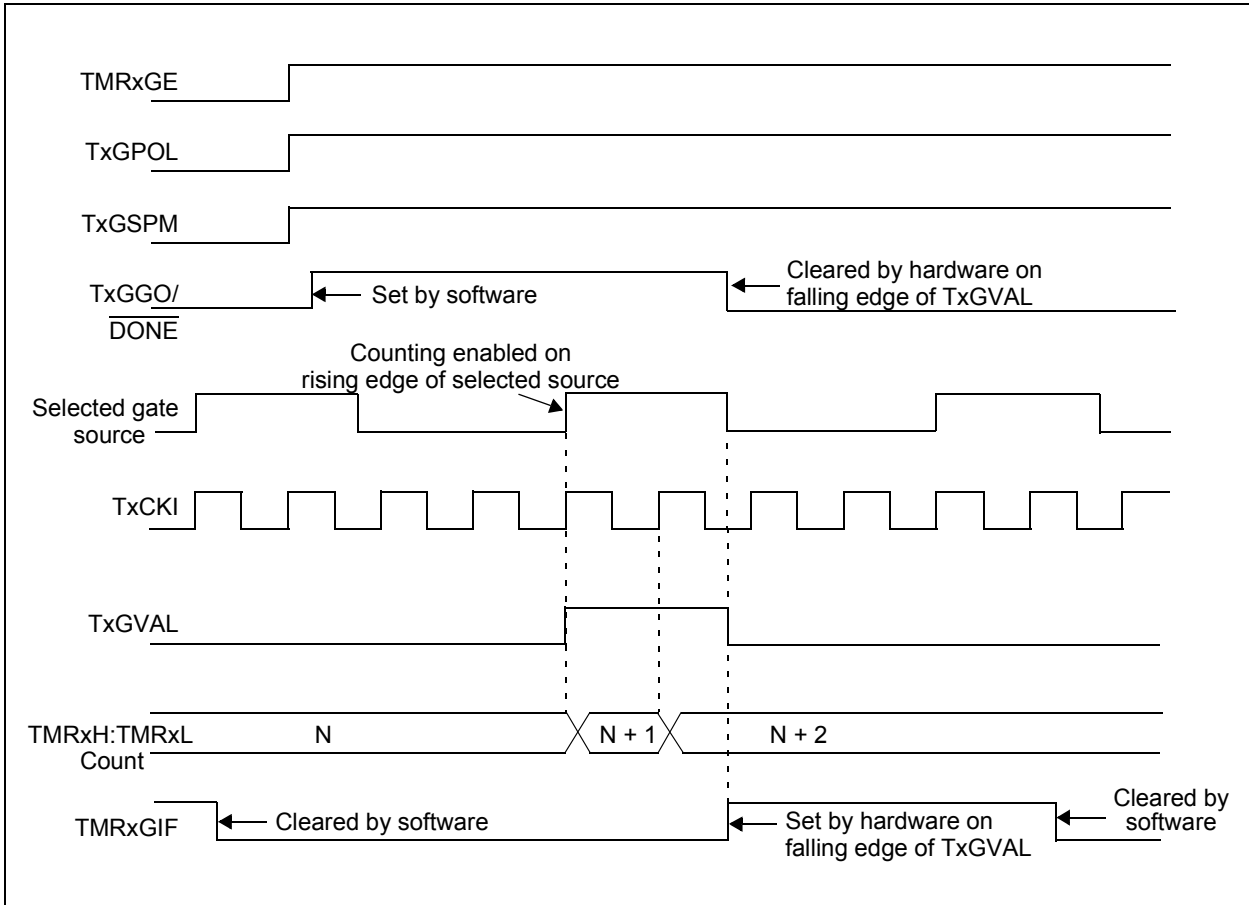 TMRxGE
TxGPOL
TxGSPM
TxGGO/
DONE
Set by software
Cleared by hardware on
falling edge of TxGVAL
Counting enabled on
rising edge of selected source
Selected gate
source
TxCKI
TxGVAL
TMRxH:TMRxL
Count
N
N + 1
N + 2
TMRxGIF
Cleared by software
Set by hardware on
falling edge of TxGVAL
Cleared by
software